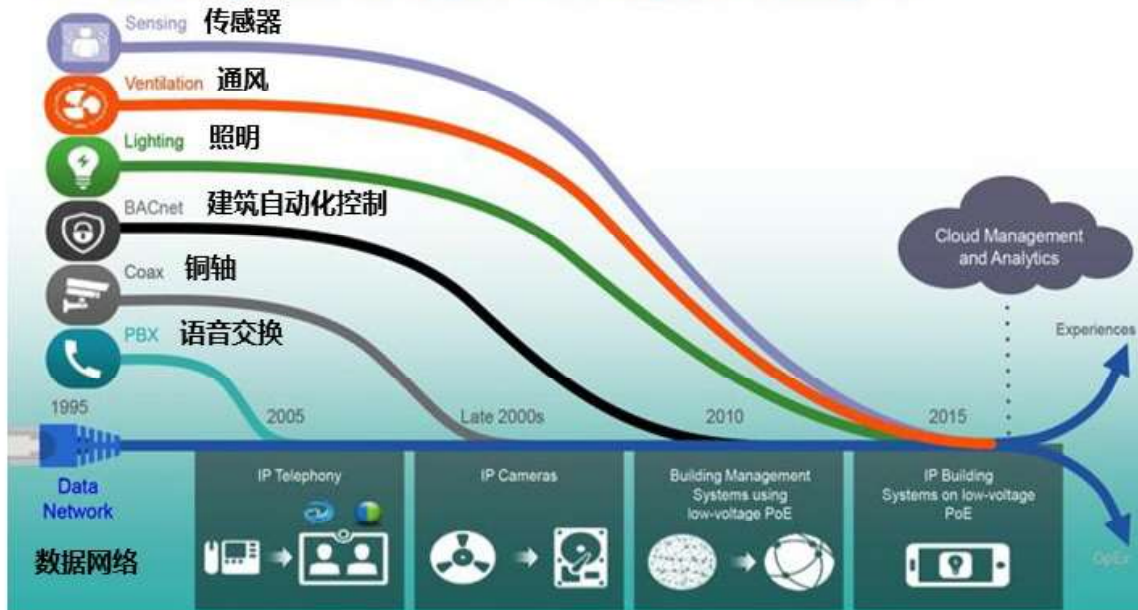 Sensing 传感器
Ventilation 通风
Lighting 照明
BACnet 建筑自动化控制
Coax 铜轴
PBX 语音交换
Cloud Management
and Analytics
Experiences
1995
2005
Late 2000s
2010
2015
Data
Network
数据网络
IP Telephony
IP Cameras
Building Management
Systems using
low-voltage PoE
IP Building
Systems on low-voltage
PoE
OpEx